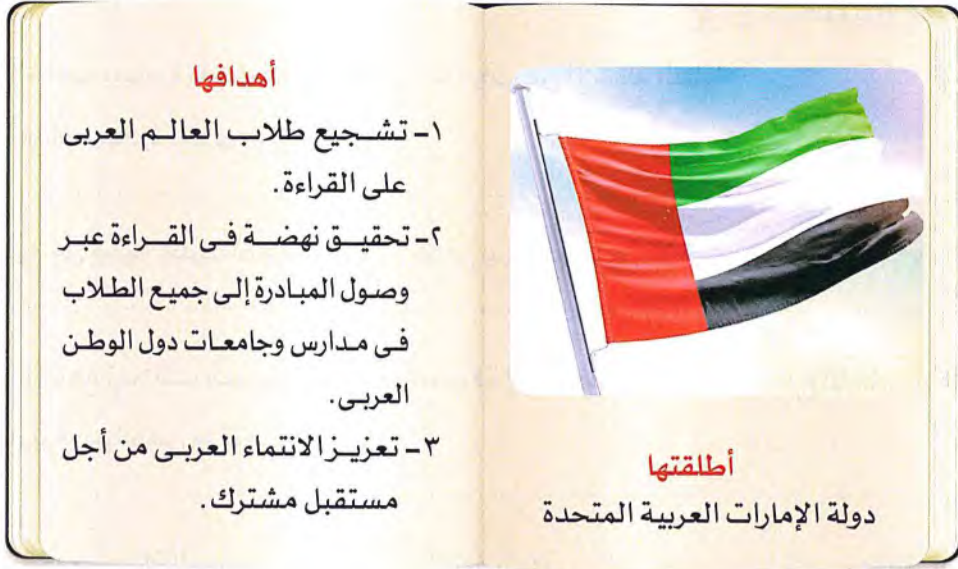 أطلقتها
دولة الإمارات العربية المتحدة
أهدافها
١- تشجيع طلاب العالم العربى
على القراءة.
٢- تحقيق نهضة فى القراءة عبر
وصول المبادرة إلى جميع الطلاب
فى مدارس وجامعات دول الوطن
العربى.
٣- تعزيز الانتماء العربى من أجل
مستقبل مشترك.